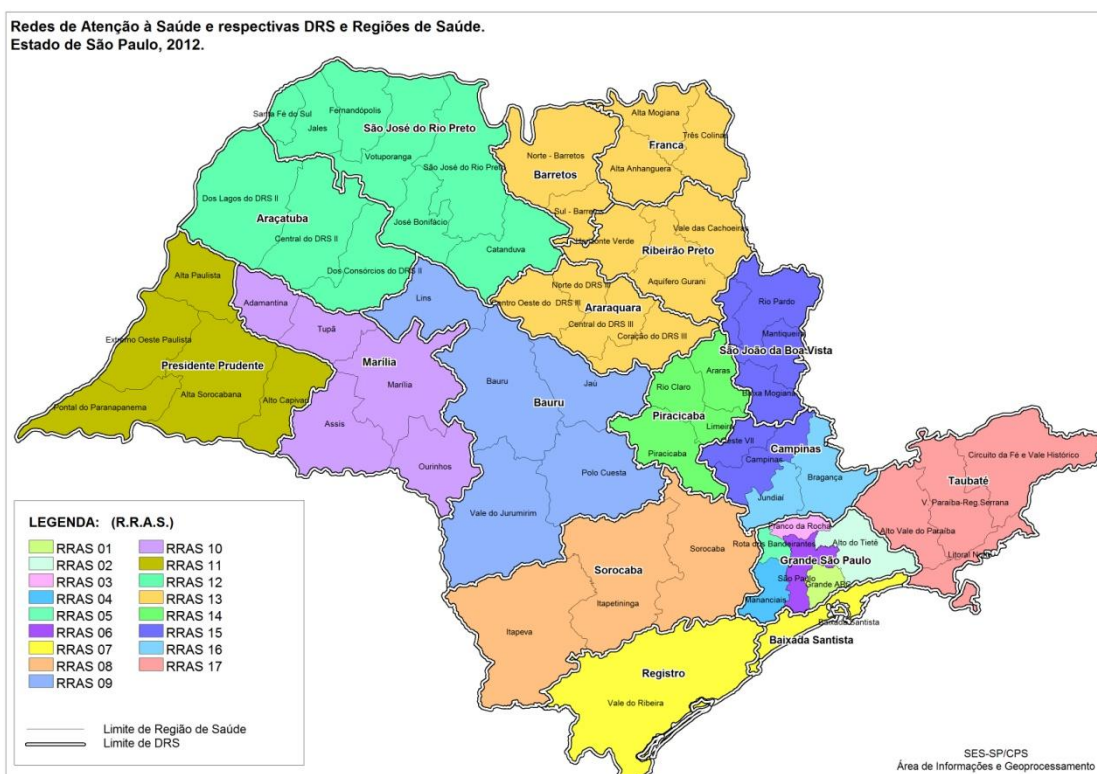 Redes de Atenção à Saúde e respectivas DRS e Regiões de Saúde.
Estado de São Paulo, 2012.
Santa Fé do Sul
Fernandópolis
Jales
São José do Rio Preto
Votuporanga
São José do Rio Preto
José Bonifácio
Catanduva
Dos Lagos do DRS II
Araçatuba
Central do DRS II
Dos Consórcios do DRS II
Norte - Barretos
Barretos
Sul - Barretos
Alta Mogiana
Três Colinas
Franca
Alta Anhanguera
Vale das Cachoeiras
Horizonte Verde
Ribeirão Preto
Aquífero Gurani
Norte do DRS III
Centro Oeste do DRS III
Araraquara
Central do DRS III
Coração do DRS III
Rio Pardo
Mantiqueira
São João da Boa Vista
Baixa Mogiana
Alta Paulista
Extremo Oeste Paulista
Presidente Prudente
Alta Sorocabana
Alto Capivari
Pontal do Paranapanema
Adamantina
Tupã
Marília
Marília
Assis
Ourinhos
Lins
Bauru
Jaú
Bauru
Polo Cuesta
Vale do Jurumirim
Araras
Rio Claro
Piracicaba
Limeira
Piracicaba
Oeste VII
Campinas
Campinas
Bragança
Jundiaí
Circuito da Fé e Vale Histórico
Taubaté
V. Paraíba-Reg.Serrana
Alto Vale do Paraíba
Litoral Norte
Franco da Rocha
Rota dos Bandeirantes
Alto do Tietê
Grande São Paulo
São Paulo
Grande ABC
Mananciais
Sorocaba
Sorocaba
Itapetininga
Itapeva
Baixada Santista
Baixada Santista
Registro
Vale do Ribeira
LEGENDA: (R.R.A.S.)
RRAS 01
RRAS 02
RRAS 03
RRAS 04
RRAS 05
RRAS 06
RRAS 07
RRAS 08
RRAS 09
RRAS 10
RRAS 11
RRAS 12
RRAS 13
RRAS 14
RRAS 15
RRAS 16
RRAS 17
Limite de Região de Saúde
Limite de DRS
SES-SP/CPS
Área de Informações e Geoprocessamento